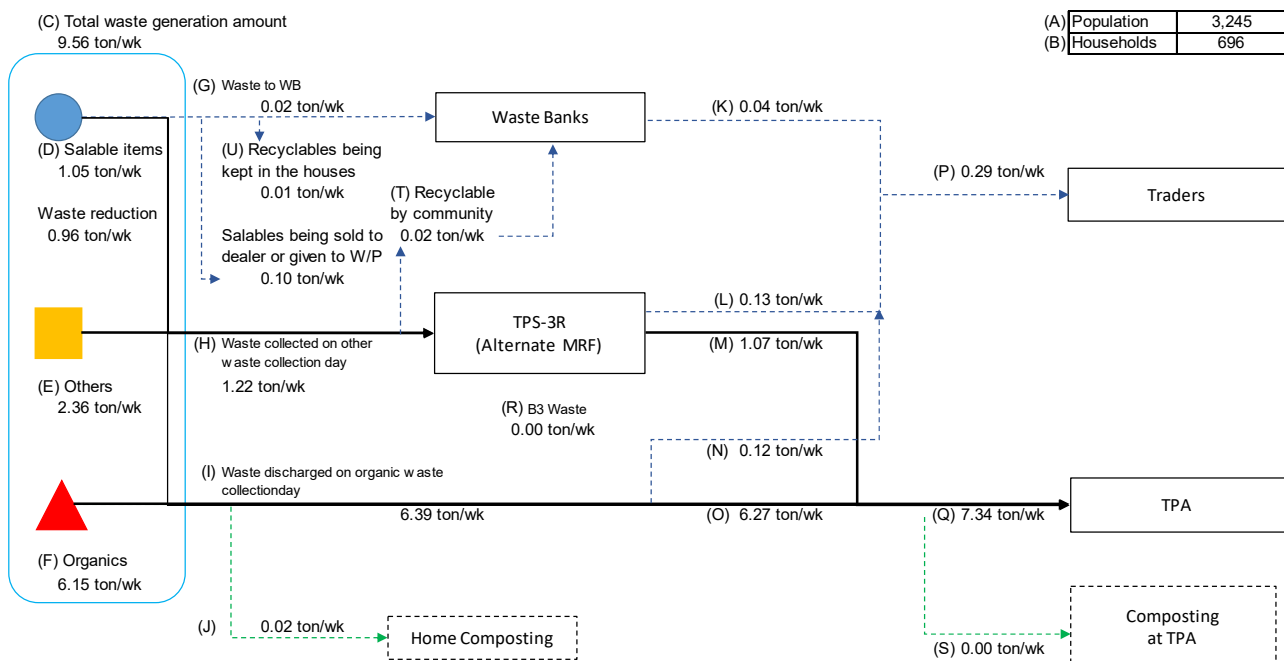 (C) Total waste generation amount
9.56 ton/wk
(A) Population 3,245
(B) Households 696
(G) Waste to WB
0.02 ton/wk
Waste Banks
(K) 0.04 ton/wk
(D) Salable items
1.05 ton/wk
(U) Recyclables being
kept in the houses
0.01 ton/wk
(T) Recyclable
by community
0.02 ton/wk
(P) 0.29 ton/wk
Traders
Waste reduction
0.96 ton/wk
Salables being sold to
dealer or given to W/P
0.10 ton/wk
TPS-3R
(Alternate MRF)
(L) 0.13 ton/wk
(M) 1.07 ton/wk
(H) Waste collected on other
waste collection day
1.22 ton/wk
(E) Others
2.36 ton/wk
(R) B3 Waste
0.00 ton/wk
(N) 0.12 ton/wk
(I) Waste discharged on organic waste
collectionday
6.39 ton/wk
(O) 6.27 ton/wk
(Q) 7.34 ton/wk
TPA
(F) Organics
6.15 ton/wk
(J) 0.02 ton/wk
Home Composting
Composting
at TPA
(S) 0.00 ton/wk